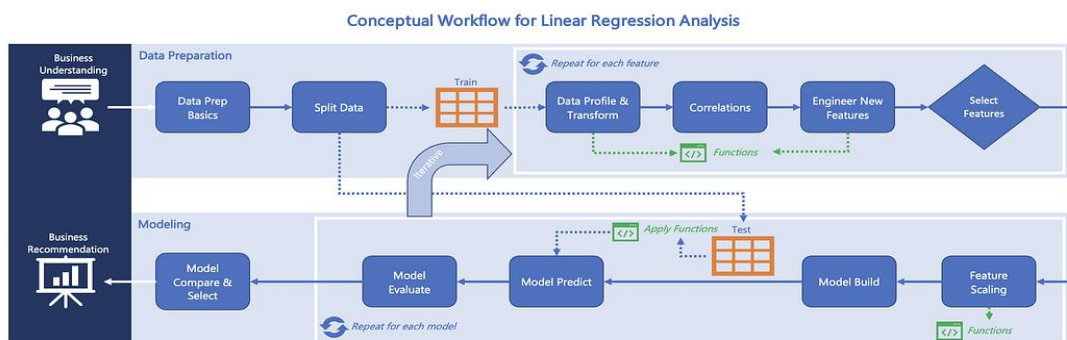 Conceptual Workflow for Linear Regression Analysis
Business
Understanding
Data Preparation
Repeat for each feature
Train
Data Prep
Basics
Split Data
Data Profile &
Transform
Correlations
Engineer New
Features
Select
Features
</> Functions
Iterative
Business
Recommendation
Modeling
</> Apply Functions
Test
Model
Compare &
Select
Model
Evaluate
Model Predict
Model Build
Feature
Scaling
Repeat for each model
</> Functions